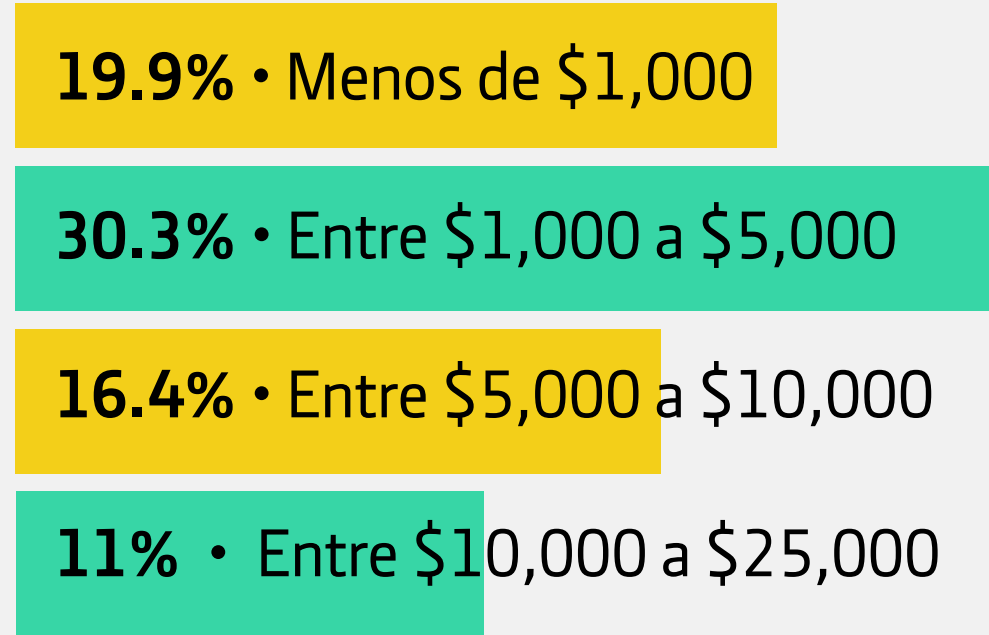 19.9% • Menos de $1,000
30.3% • Entre $1,000 a $5,000
16.4% • Entre $5,000 a $10,000
11% • Entre $10,000 a $25,000